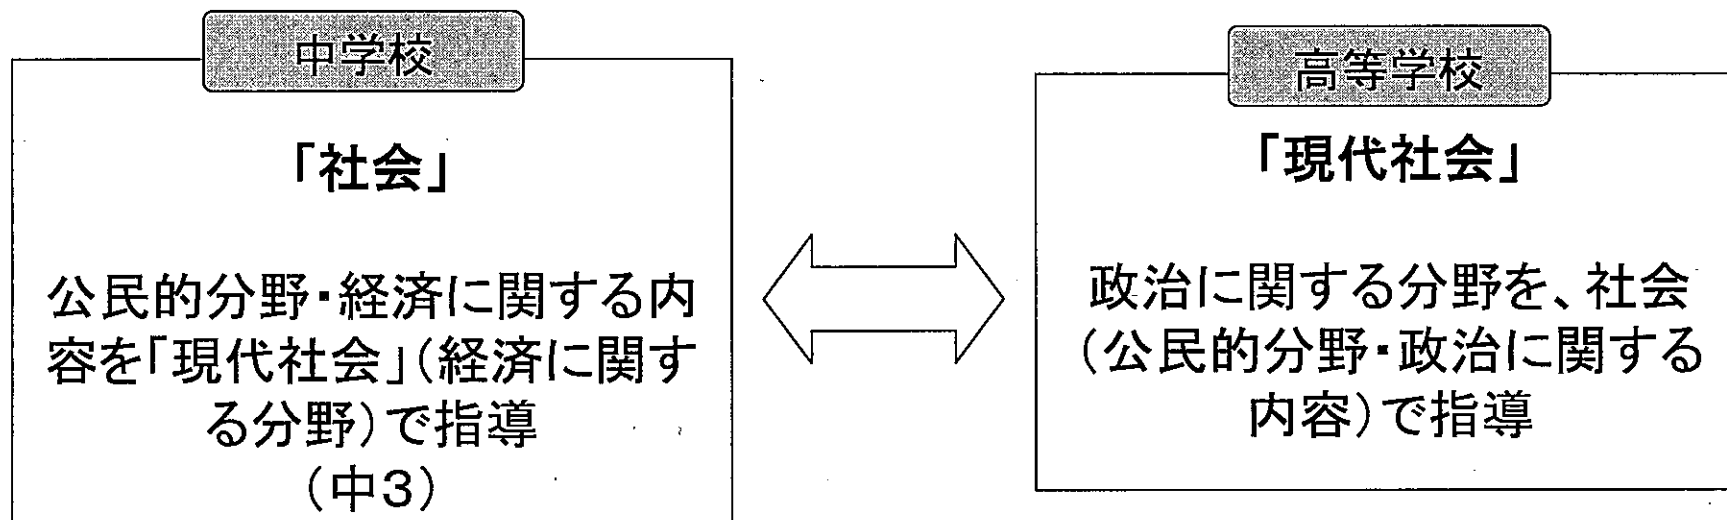 中学校
「社会」
公民的分野・経済に関する内
容を「現代社会」（経済に関す
る分野）で指導
（中３）
高等学校
「現代社会」
政治に関する分野を、社会
（公民的分野・政治に関する
内容）で指導